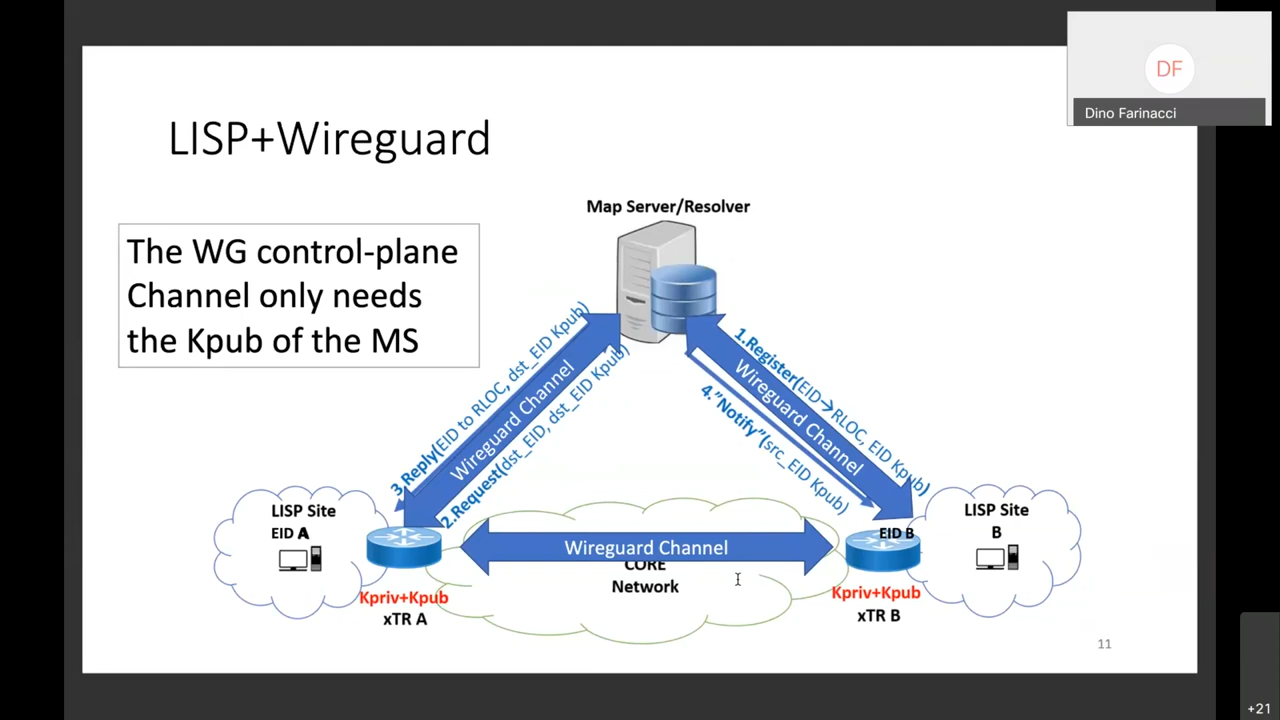 DF
Dino Farinacci
LISP+Wireguard
Map Server/Resolver
The WG control-plane
Channel only needs
the Kpub of the MS
3.Reply(EID to RLOC, dst_EID Kpub)
Wireguard Channel
2.Request(dst_EID, dst_EID Kpub)
1.Register(EID→RLOC, EID Kpub)
Wireguard Channel
4."Notify"(src_EID Kpub)
LISP Site
EID A
LISP Site
B
EID B
Wireguard Channel
CORE
Network
Kpriv+Kpub
xTR A
Kpriv+Kpub
xTR B
11
+21